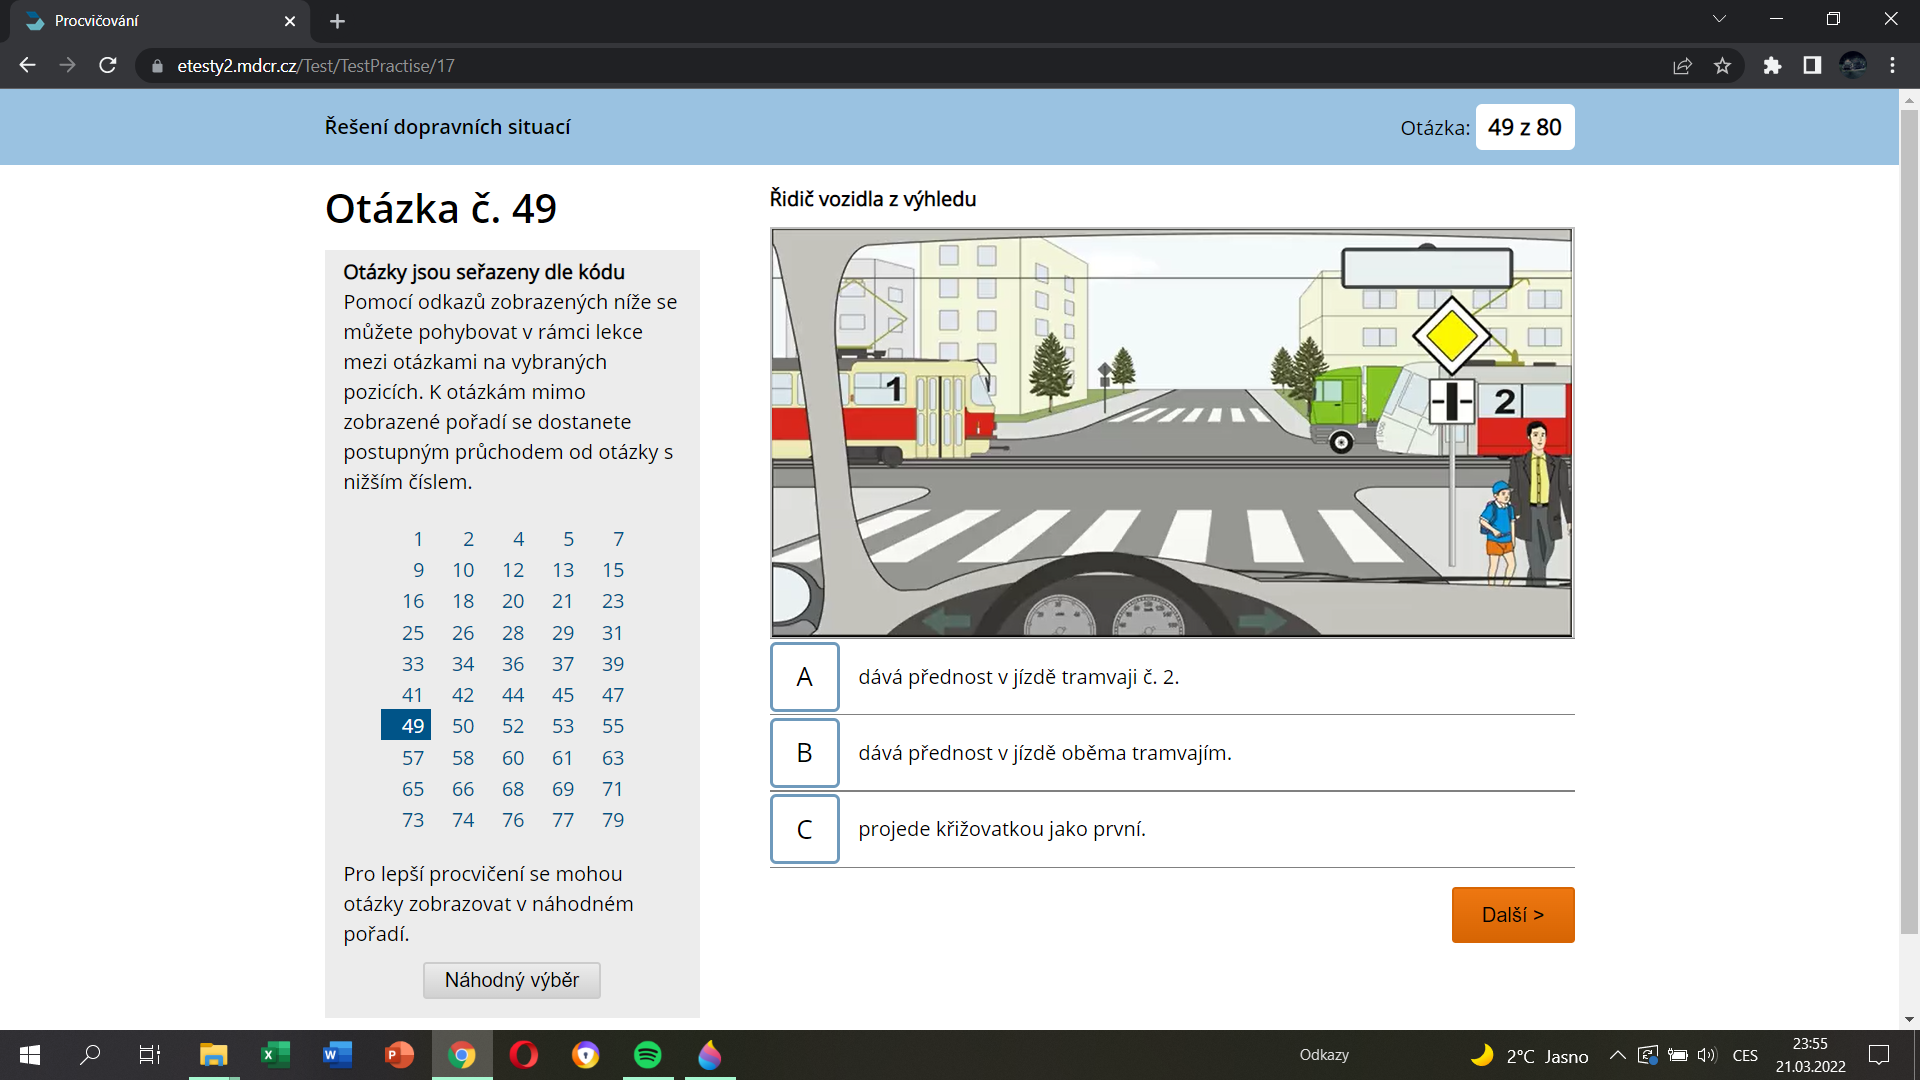 Procvičování
etesty2.mdcr.cz/Test/TestPractise/17
Řešení dopravních situací
Otázka: 49 z 80
Otázka č. 49
Otázky jsou seřazeny dle kódu
Pomocí odkazů zobrazených níže se
můžete pohybovat v rámci lekce
mezi otázkami na vybraných
pozicích. K otázkám mimo
zobrazené pořadí se dostanete
postupným průchodem od otázky s
nižším číslem.
1 2 4 5 7
9 10 12 13 15
16 18 20 21 23
25 26 28 29 31
33 34 36 37 39
41 42 44 45 47
49 50 52 53 55
57 58 60 61 63
65 66 68 69 71
73 74 76 77 79
Pro lepší procvičení se mohou
otázky zobrazovat v náhodném
pořadí.
Náhodný výběr
Řidič vozidla z výhledu
1
2
A dává přednost v jízdě tramvaji č. 2.
B dává přednost v jízdě oběma tramvajím.
C projede křižovatkou jako první.
Další >
Odkazy
2°C Jasno
CES
23:55
21.03.2022